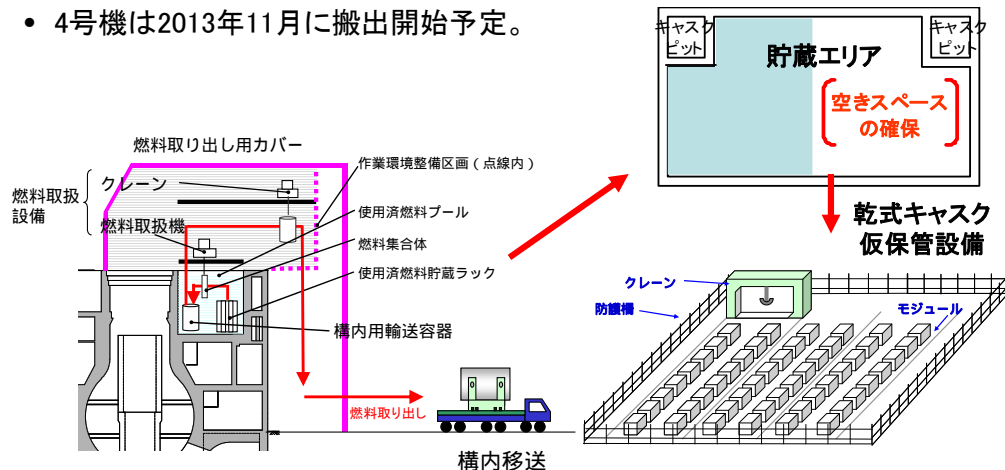 • 4号機は2013年11月に搬出開始予定。
キャスク
ピット
キャスク
ピット
貯蔵エリア
空きスペース
の確保
燃料取り出し用カバー
作業環境整備区画（点線内）
燃料取扱
設備
クレーン
使用済燃料プール
燃料取扱機
燃料集合体
使用済燃料貯蔵ラック
構内用輸送容器
燃料取り出し
構内移送
乾式キャスク
仮保管設備
クレーン
防護柵
モジュール